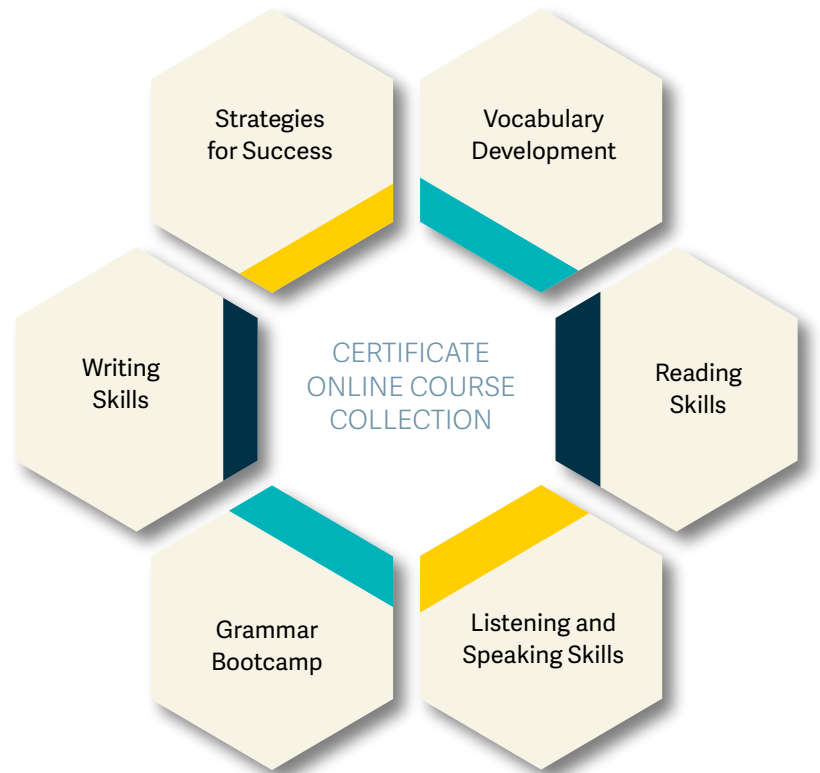 Strategies
for Success
Vocabulary
Development
Writing
Skills
CERTIFICATE
ONLINE COURSE
COLLECTION
Reading
Skills
Grammar
Bootcamp
Listening and
Speaking Skills